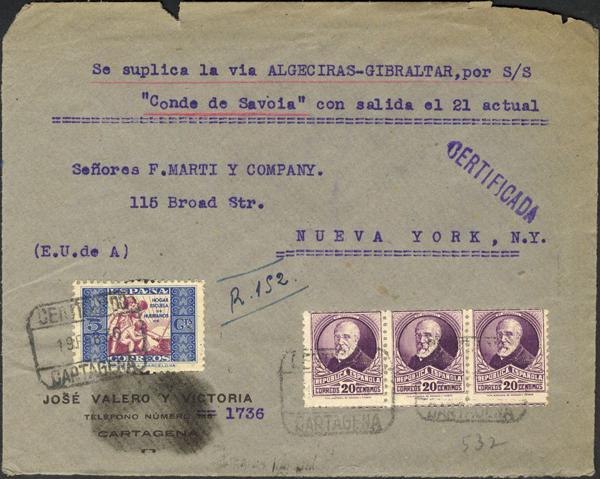 Se suplica la via ALGECIRAS-GIBRALTAR,por S/S
"Conde de Savoia" con salida el 21 actual
CERTIFICADA
Señores F.MARTI Y COMPANY.
115 Broad Str.
NUEVA YORK,N.Y.
(E.U.de A)
R.152.
ESPAÑA
HOGAR
ESCUELA
DE
HUERFANOS
DE
5 Cts
CORREOS
CARTAGENA
REPUBLICA ESPAÑOLA
CORREOS 20 CENTIMOS
REPUBLICA ESPAÑOLA
CORREOS 20 CENTIMOS
REPUBLICA ESPAÑOLA
CORREOS 20 CENTIMOS
CARTAGENA
CARTAGENA
JOSÉ VALERO Y VICTORIA
TELEFONO NÚMERO
1736
CARTAGENA
532